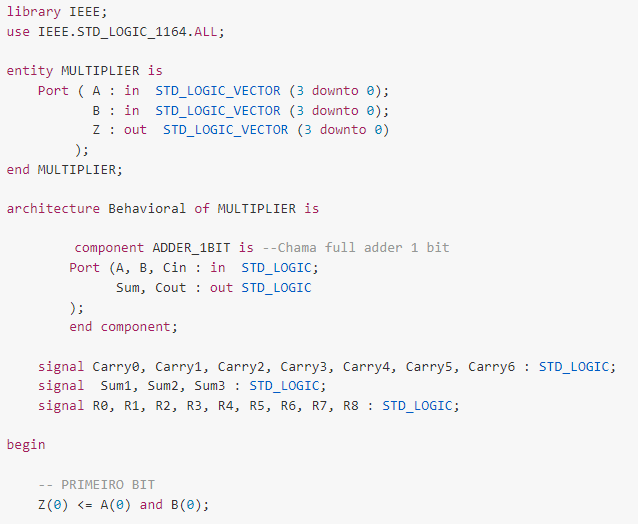 library IEEE;
use IEEE.STD_LOGIC_1164.ALL;
entity MULTIPLIER is
Port ( A : in STD_LOGIC_VECTOR (3 downto 0);
B : in STD_LOGIC_VECTOR (3 downto 0);
Z : out STD_LOGIC_VECTOR (3 downto 0)
);
end MULTIPLIER;
architecture Behavioral of MULTIPLIER is
component ADDER_1BIT is --Chama full adder 1 bit
Port (A, B, Cin : in STD_LOGIC;
Sum, Cout : out STD_LOGIC
);
end component;
signal Carry0, Carry1, Carry2, Carry3, Carry4, Carry5, Carry6 : STD_LOGIC;
signal Sum1, Sum2, Sum3 : STD_LOGIC;
signal R0, R1, R2, R3, R4, R5, R6, R7, R8 : STD_LOGIC;
begin
-- PRIMEIRO BIT
Z(0) <= A(0) and B(0);